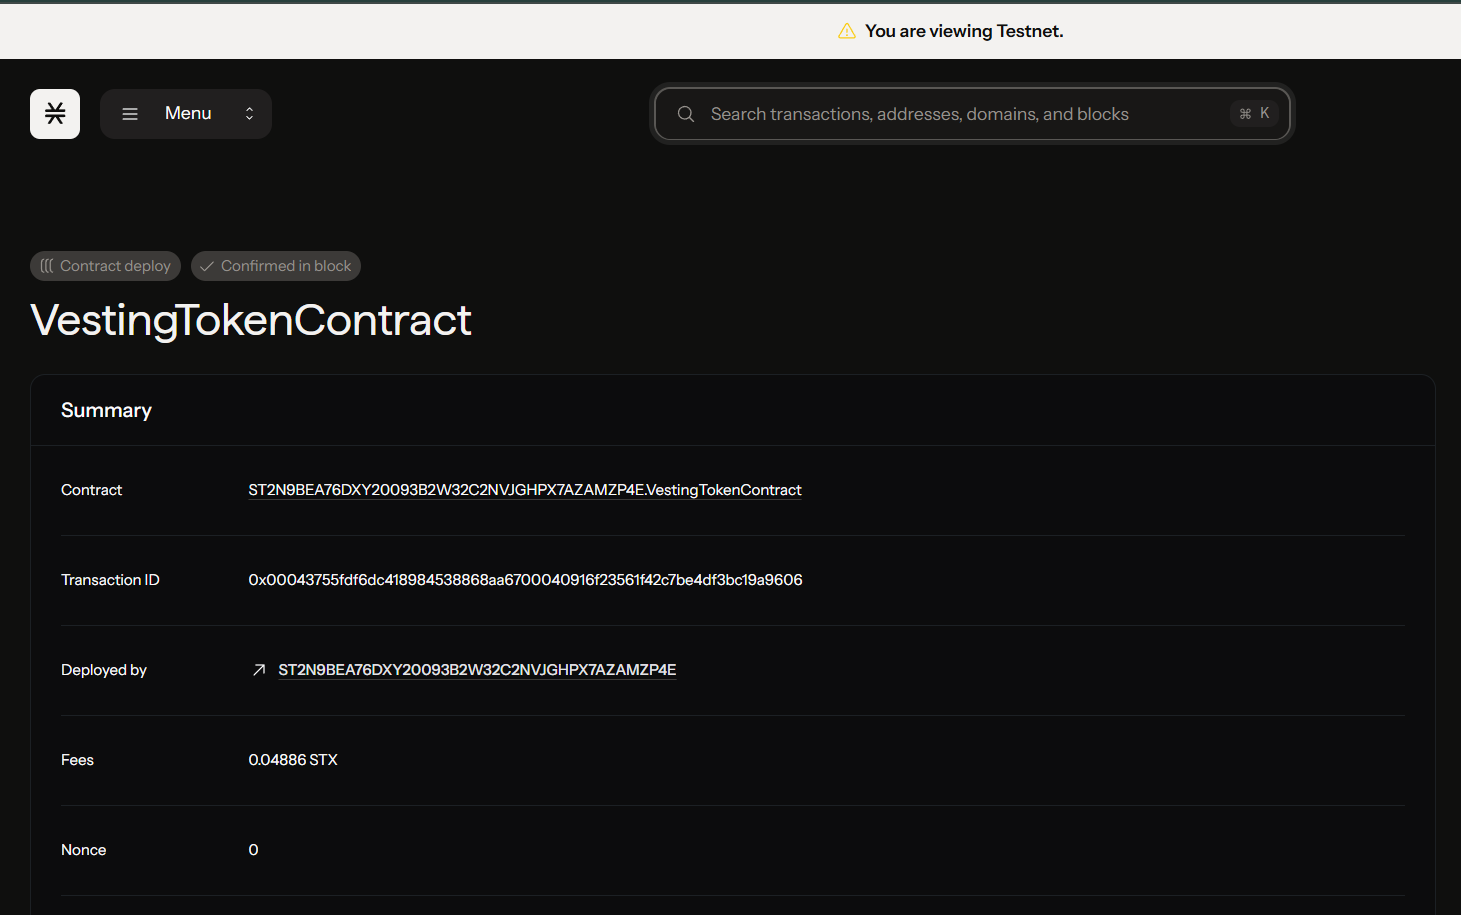 You are viewing Testnet.
Menu
Search transactions, addresses, domains, and blocks
⌘ K
Contract deploy
Confirmed in block
VestingTokenContract
Summary
Contract ST2N9BEA76DXY20093B2W32C2NVJGHPX7AZAMZP4E.VestingTokenContract
Transaction ID 0x00043755fdf6dc418984538868aa6700040916f23561f42c7be4df3bc19a9606
Deployed by ST2N9BEA76DXY20093B2W32C2NVJGHPX7AZAMZP4E
Fees 0.04886 STX
Nonce 0